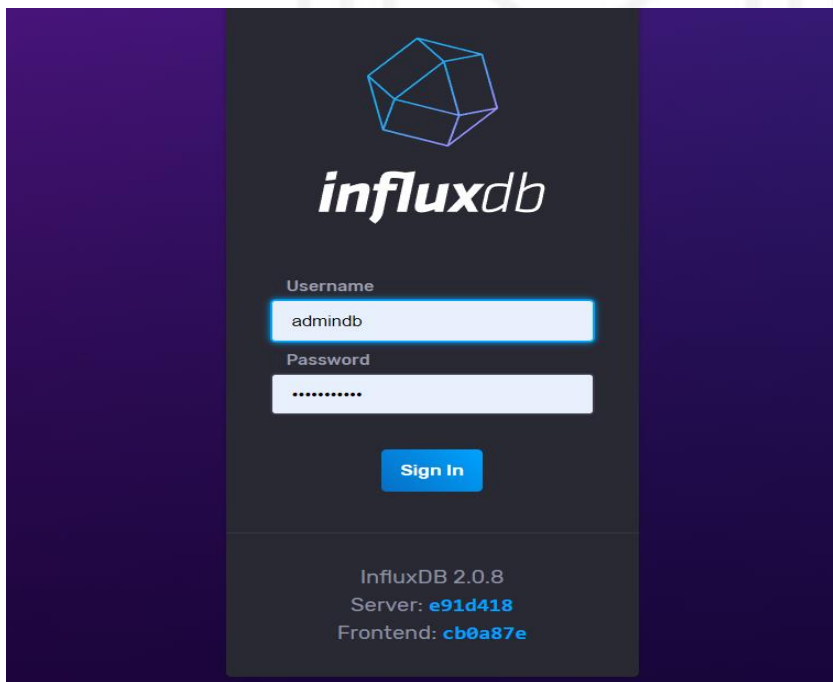 influxdb
Username
admindb
Password
•••••••••••
Sign In
InfluxDB 2.0.8
Server: e91d418
Frontend: cb0a87e